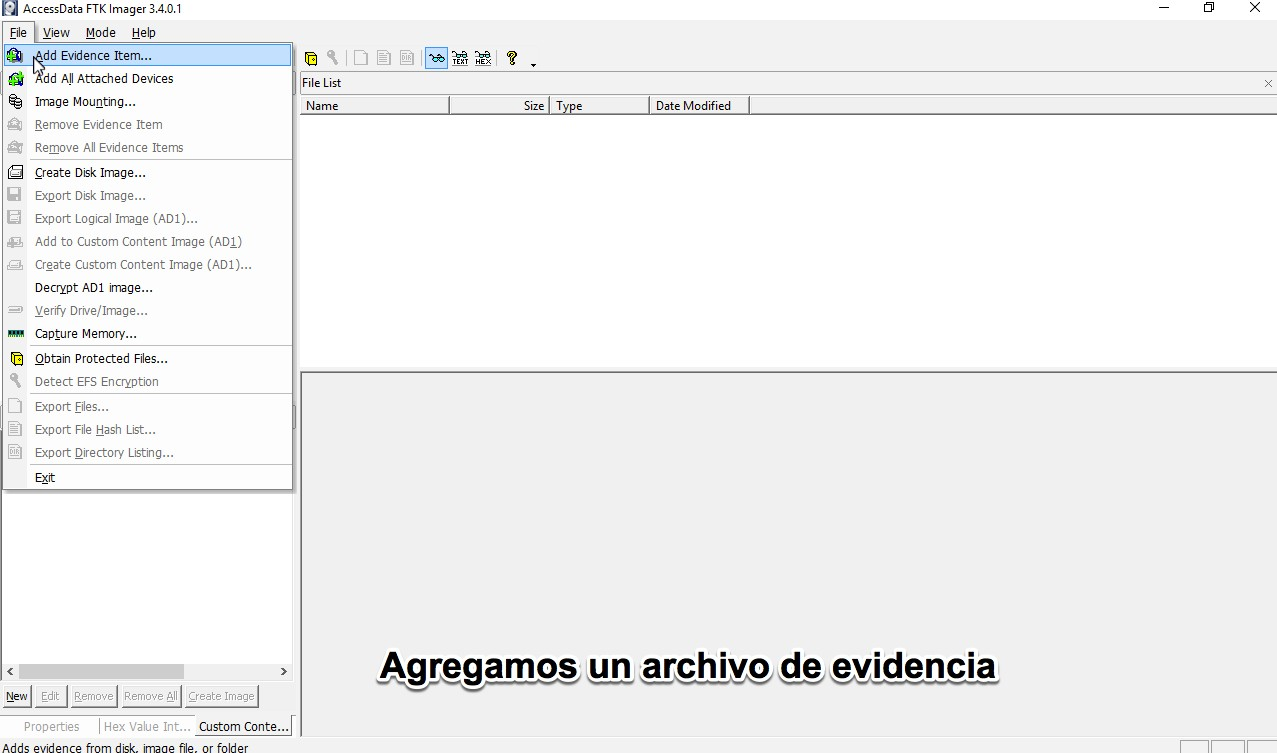 AccessData FTK Imager 3.4.0.1
File View Mode Help
Add Evidence Item...
Add All Attached Devices
Image Mounting...
Remove Evidence Item
Remove All Evidence Items
Create Disk Image...
Export Disk Image...
Export Logical Image (AD1)...
Add to Custom Content Image (AD1)
Create Custom Content Image (AD1)...
Decrypt AD1 image...
Verify Drive/Image...
Capture Memory...
Obtain Protected Files...
Detect EFS Encryption
Export Files...
Export File Hash List...
Export Directory Listing...
Exit
TEXT HEX ?
File List
Name Size Type Date Modified
Agregamos un archivo de evidencia
New Edit Remove Remove All Create Image
Properties Hex Value Int... Custom Conte...
Adds evidence from disk, image file, or folder